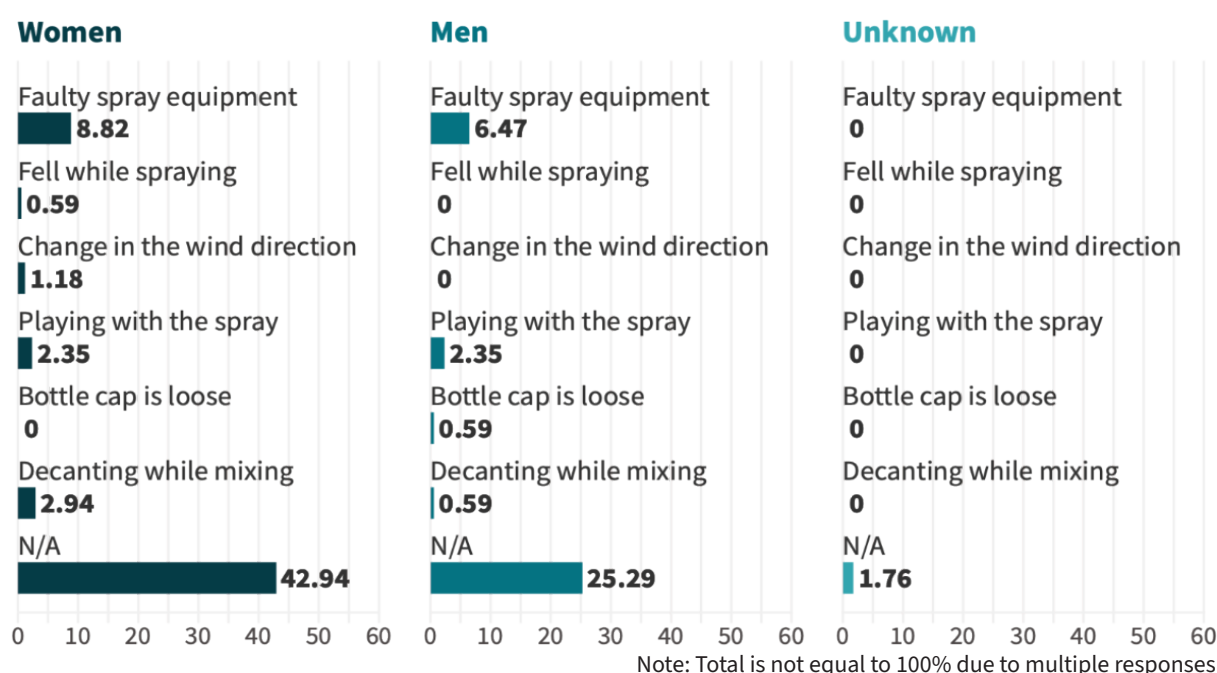 Women
Faulty spray equipment
8.82
Fell while spraying
0.59
Change in the wind direction
1.18
Playing with the spray
2.35
Bottle cap is loose
0
Decanting while mixing
2.94
N/A
42.94
0 10 20 30 40 50 60
Men
Faulty spray equipment
6.47
Fell while spraying
0
Change in the wind direction
0
Playing with the spray
2.35
Bottle cap is loose
0.59
Decanting while mixing
0.59
N/A
25.29
0 10 20 30 40 50 60
Unknown
Faulty spray equipment
0
Fell while spraying
0
Change in the wind direction
0
Playing with the spray
0
Bottle cap is loose
0
Decanting while mixing
0
N/A
1.76
0 10 20 30 40 50 60
Note: Total is not equal to 100% due to multiple responses